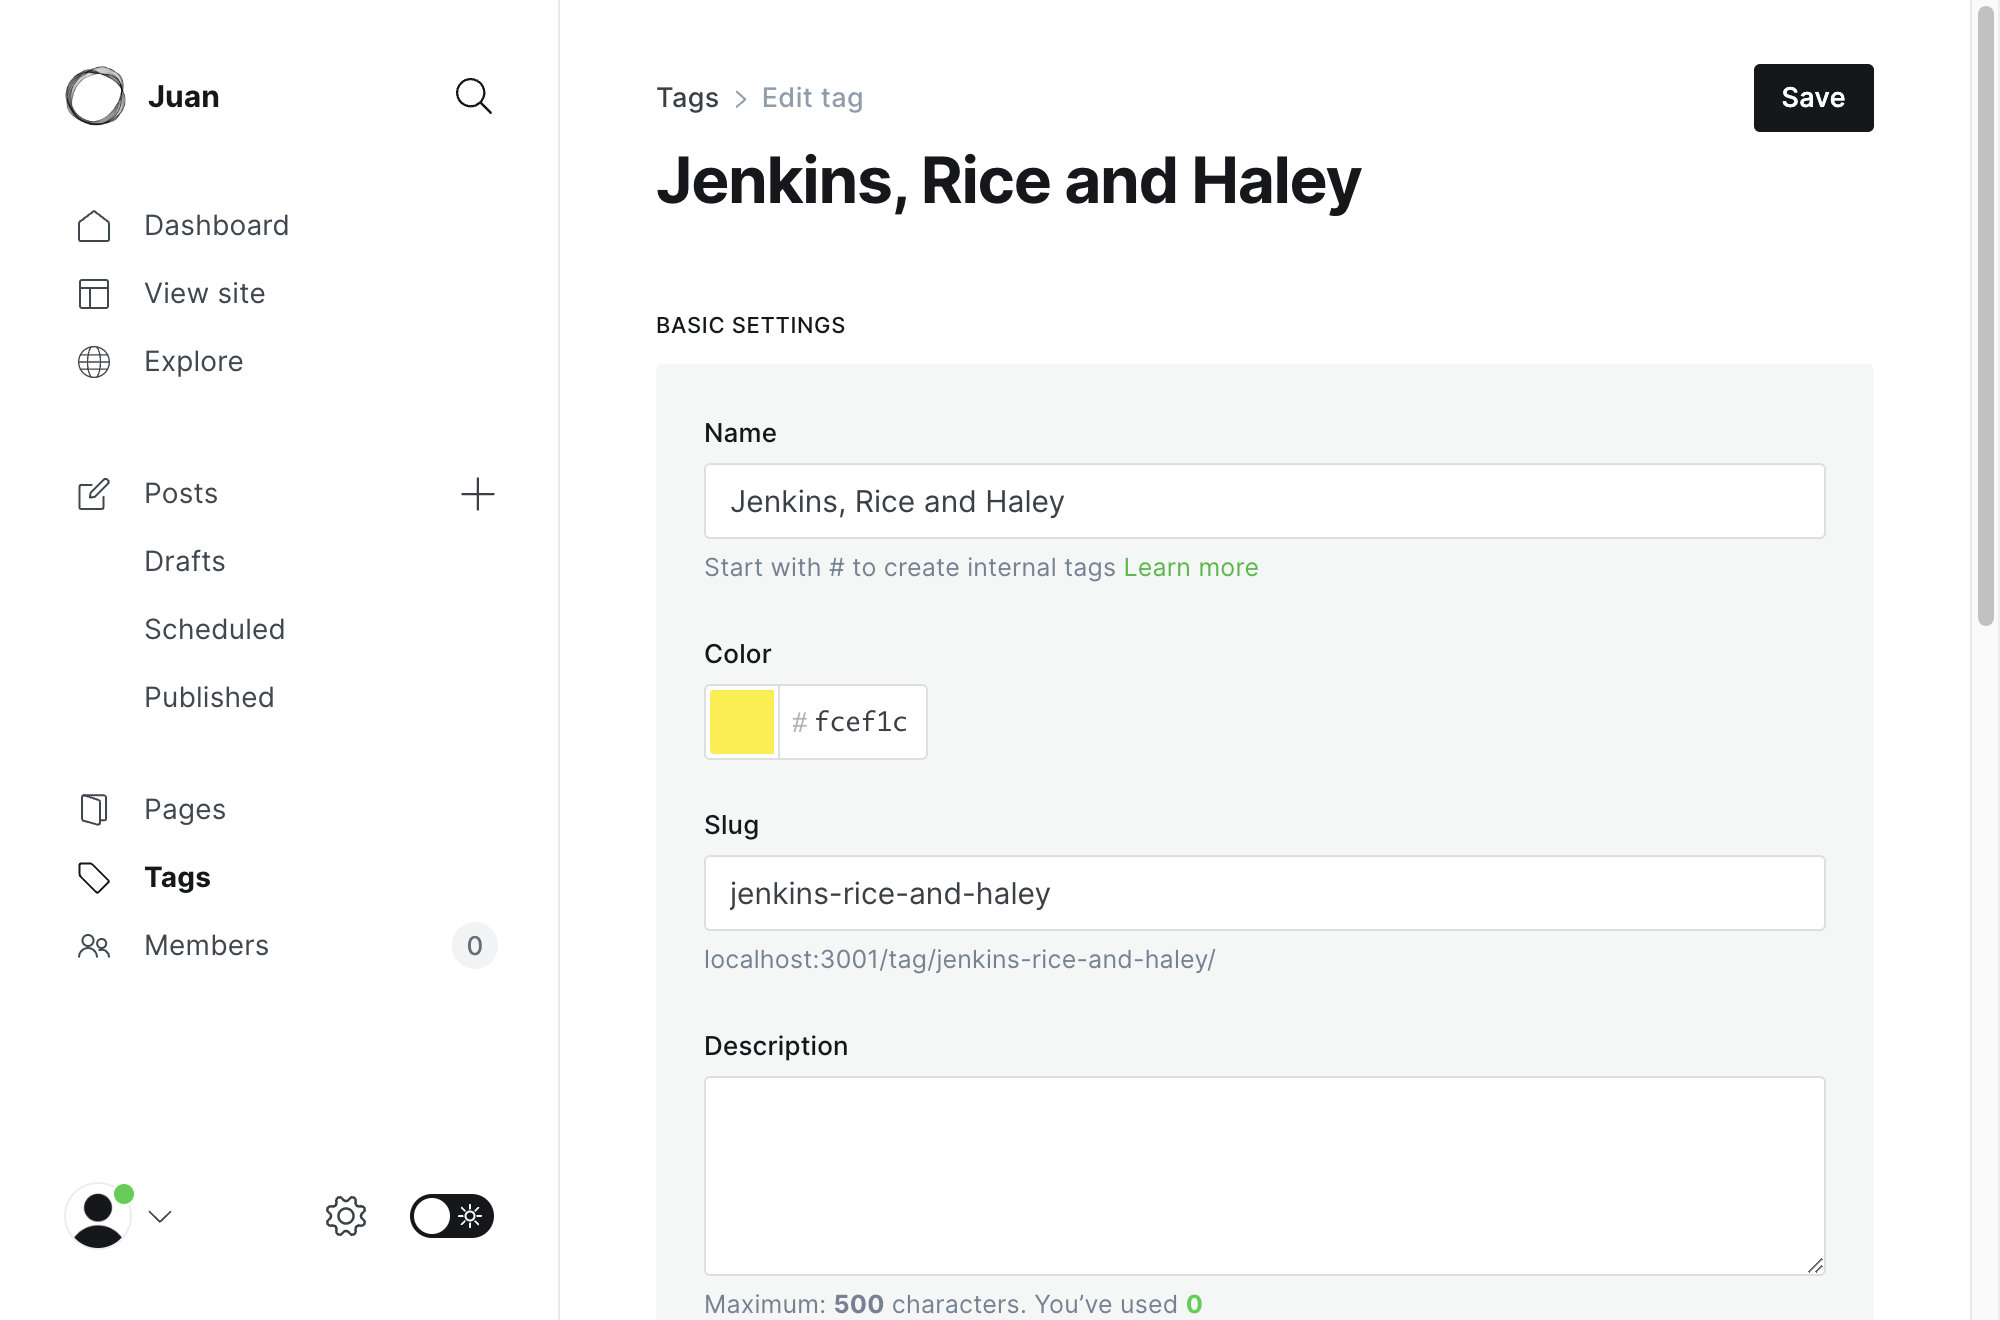 Juan
Dashboard
View site
Explore
Posts
Drafts
Scheduled
Published
Pages
Tags
Members
0
Tags > Edit tag
Save
Jenkins, Rice and Haley
BASIC SETTINGS
Name
Jenkins, Rice and Haley
Start with # to create internal tags Learn more
Color
# fcef1c
Slug
jenkins-rice-and-haley
localhost:3001/tag/jenkins-rice-and-haley/
Description
Maximum: 500 characters. You’ve used 0